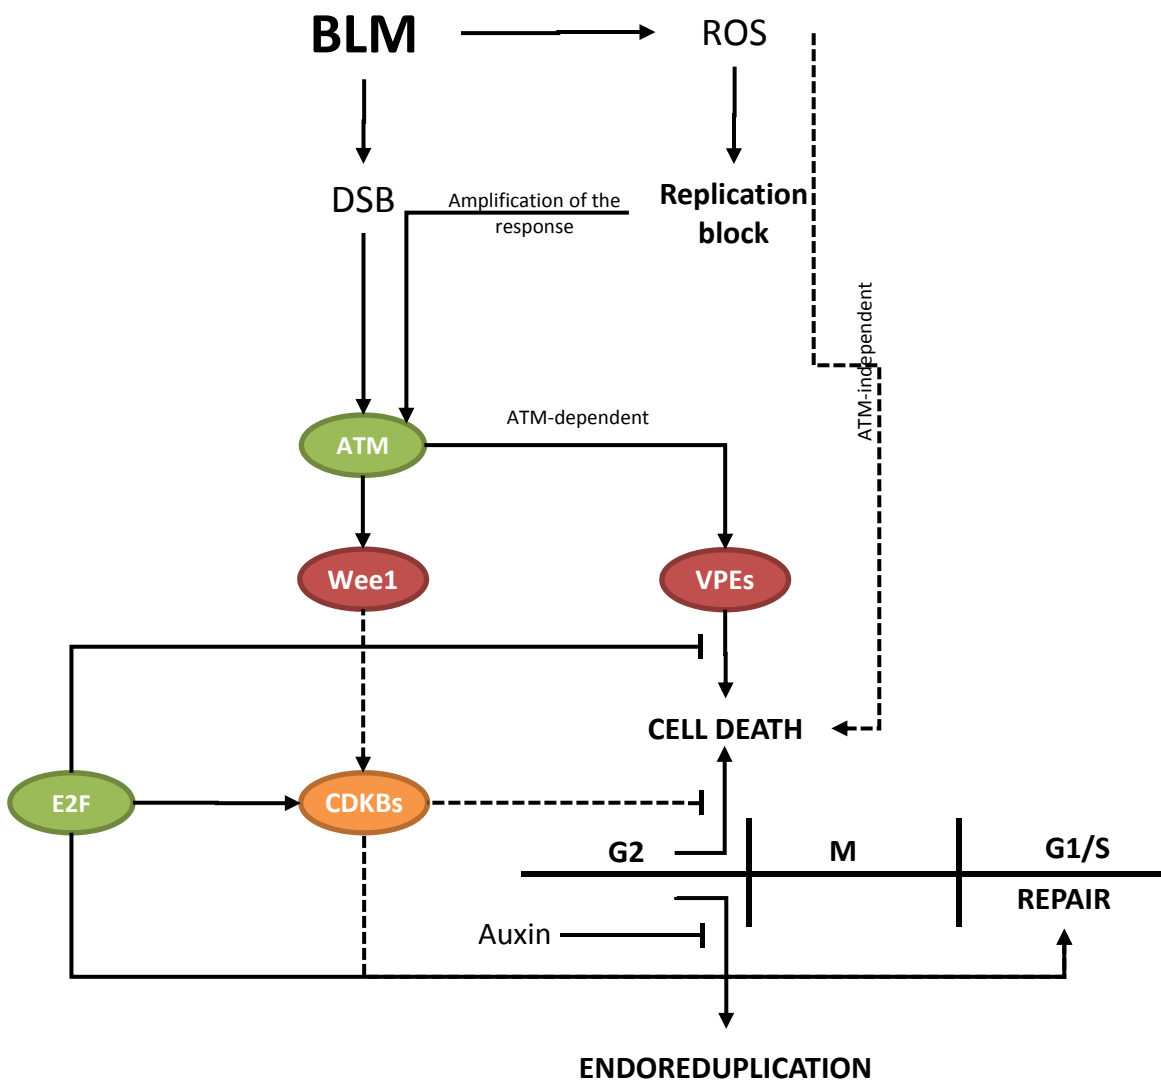 BLM
ROS
DSB
Amplification of the
response
Replication
block
ATM-independent
ATM-dependent
ATM
Wee1
VPEs
CELL DEATH
E2F
CDKBs
G2
M
G1/S
REPAIR
Auxin
ENDOREDUPLICATION